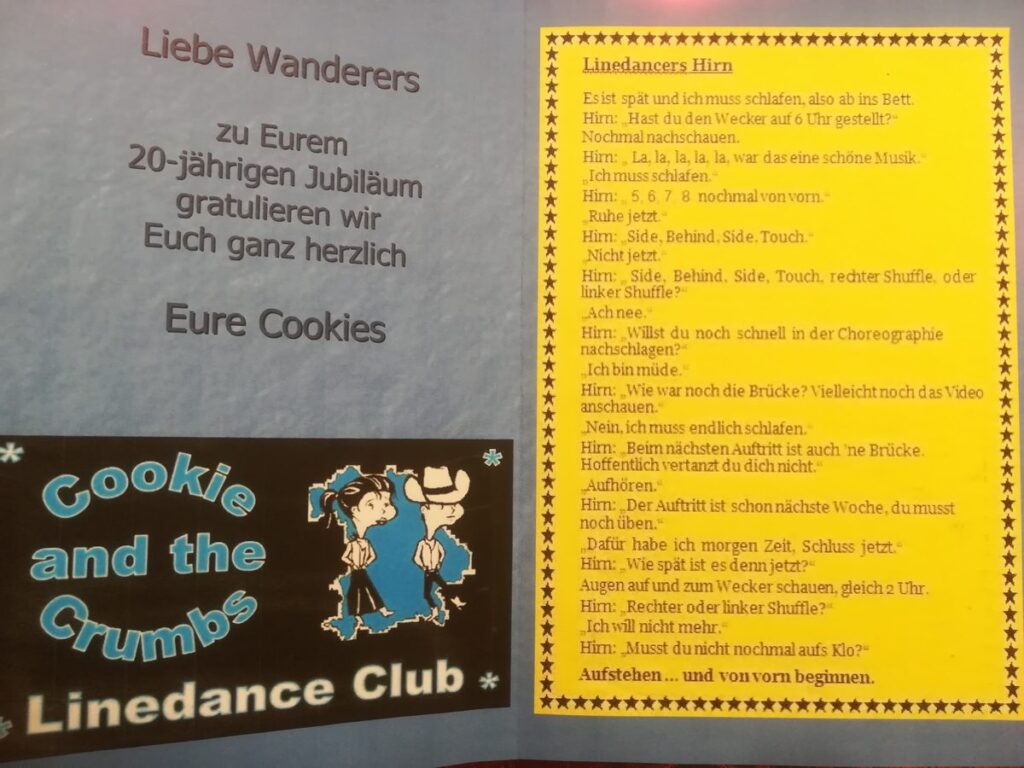 Liebe Wanderers
zu Eurem
20-jährigen Jubiläum
gratulieren wir
Euch ganz herzlich
Eure Cookies
* *
Cookie
and the
Crumbs
* Linedance Club *
Linedancers Hirn
Es ist spät und ich muss schlafen, also ab ins Bett.
Hirn: „Hast du den Wecker auf 6 Uhr gestellt?“
Nochmal nachschauen.
Hirn: „ La, la, la, la, la, war das eine schöne Musik.“
„Ich muss schlafen.“
Hirn: „ 5, 6, 7, 8 nochmal von vorn.“
„Ruhe jetzt.“
Hirn: „Side, Behind, Side, Touch.“
„Nicht jetzt.“
Hirn: „ Side, Behind, Side, Touch, rechter Shuffle, oder
linker Shuffle?“
„Ach nee.“
Hirn: „Willst du noch schnell in der Choreographie
nachschlagen?“
„Ich bin müde.“
Hirn: „Wie war noch die Brücke? Vielleicht noch das Video
anschauen.“
„Nein, ich muss endlich schlafen.“
Hirn: „Beim nächsten Auftritt ist auch ’ne Brücke.
Hoffentlich vertanzt du dich nicht.“
„Aufhören.“
Hirn: „Der Auftritt ist schon nächste Woche, du musst
noch üben.“
„Dafür habe ich morgen Zeit, Schluss jetzt.“
Hirn: „Wie spät ist es denn jetzt?“
Augen auf und zum Wecker schauen, gleich 2 Uhr.
Hirn: „Rechter oder linker Shuffle?“
„Ich will nicht mehr.“
Hirn: „Musst du nicht nochmal aufs Klo?“
Aufstehen ... und von vorn beginnen.